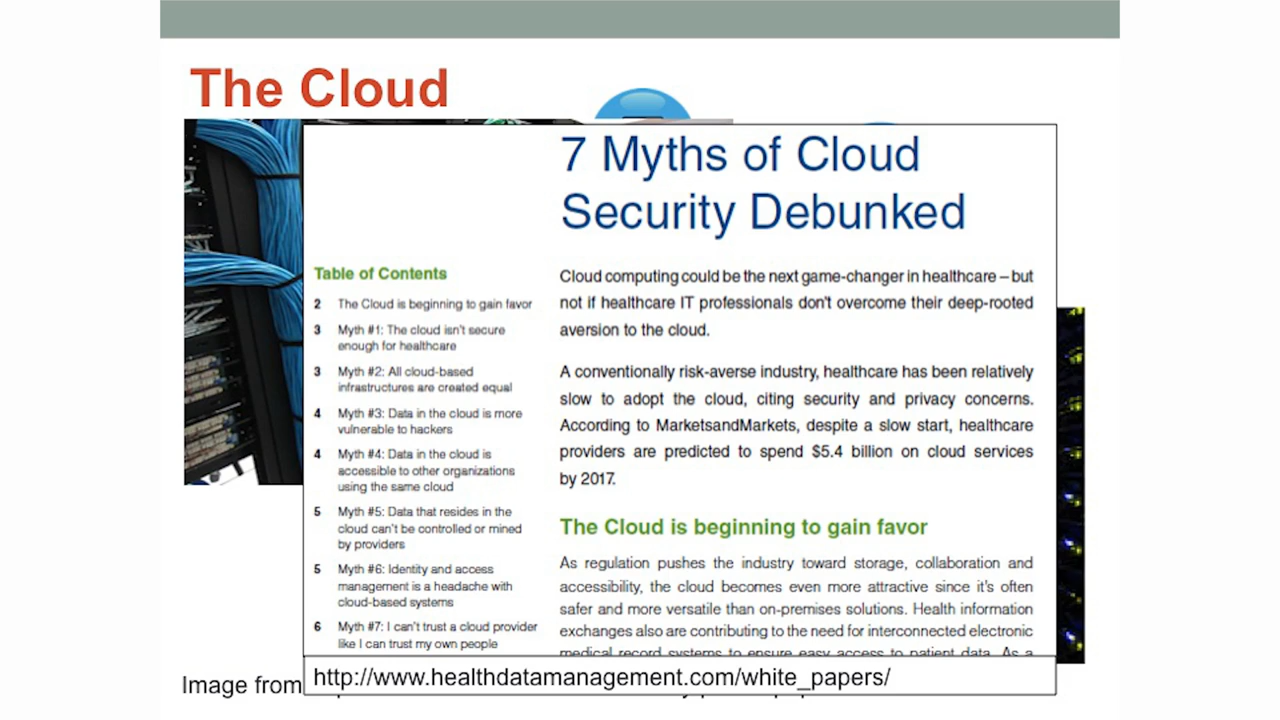 The Cloud
7 Myths of Cloud
Security Debunked
Table of Contents
2 The Cloud is beginning to gain favor
3 Myth #1: The cloud isn't secure
enough for healthcare
3 Myth #2: All cloud-based
infrastructures are created equal
4 Myth #3: Data in the cloud is more
vulnerable to hackers
4 Myth #4: Data in the cloud is
accessible to other organizations
using the same cloud
5 Myth #5: Data that resides in the
cloud can't be controlled or mined
by providers
5 Myth #6: Identity and access
management is a headache with
cloud-based systems
6 Myth #7: I can't trust a cloud provider
like I can trust my own people
Cloud computing could be the next game-changer in healthcare – but
not if healthcare IT professionals don't overcome their deep-rooted
aversion to the cloud.
A conventionally risk-averse industry, healthcare has been relatively
slow to adopt the cloud, citing security and privacy concerns.
According to MarketsandMarkets, despite a slow start, healthcare
providers are predicted to spend $5.4 billion on cloud services
by 2017.
The Cloud is beginning to gain favor
As regulation pushes the industry toward storage, collaboration and
accessibility, the cloud becomes even more attractive since it's often
safer and more versatile than on-premises solutions. Health information
exchanges also are contributing to the need for interconnected electronic
medical record systems to ensure easy access to patient data. As a
http://www.healthdatamanagement.com/white_papers/
Image from